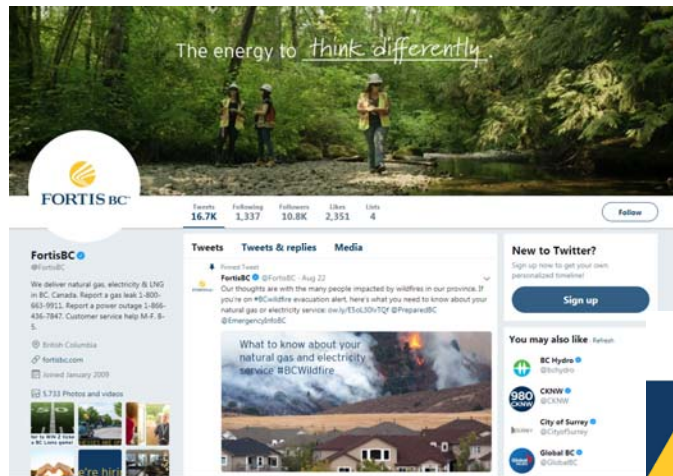 The energy to think differently.
FORTIS BC
Tweets
16.7K
Following
1,337
Followers
10.8K
Likes
2,351
Lists
4
Follow
FortisBC
@FortisBC
We deliver natural gas, electricity & LNG
in BC, Canada. Report a gas leak 1-800-
663-9911. Report a power outage 1-866-
436-7847. Customer service help M-F, 8-
5.
British Columbia
fortisbc.com
Joined January 2009
5,733 Photos and videos
Tweets Tweets & replies Media
Pinned Tweet
FortisBC @FortisBC · Aug 22
Our thoughts are with the many people impacted by wildfires in our province. If
you're on #BCwildfire evacuation alert, here's what you need to know about your
natural gas or electricity service: @PreparedBC
@EmergencyInfoBC
What to know about your
natural gas and electricity
service #BCWildfire
New to Twitter?
Sign up now to get your own
personalized timeline!
Sign up
You may also like · Refresh
BC Hydro
@bchydro
980
CKNW
CKNW
@CKNW
City of Surrey
@CityofSurrey
Global BC
@GlobalBC